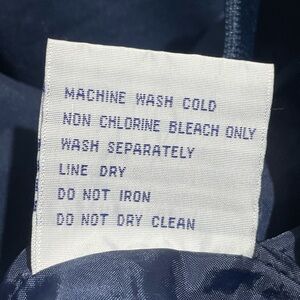 MACHINE WASH COLD
NON CHLORINE BLEACH ONLY
WASH SEPARATELY
LINE DRY
DO NOT IRON
DO NOT DRY CLEAN